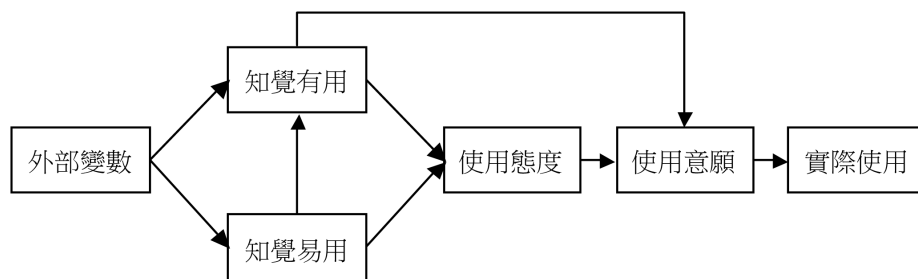 知覺有用
外部變數
使用態度
使用意願
實際使用
知覺易用